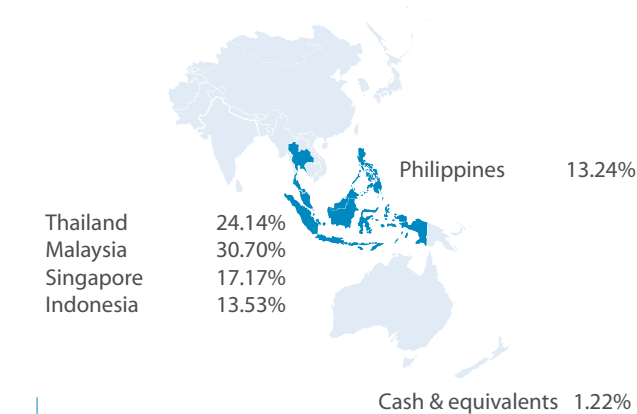 Philippines 13.24%
Thailand 24.14%
Malaysia 30.70%
Singapore 17.17%
Indonesia 13.53%
Cash & equivalents 1.22%